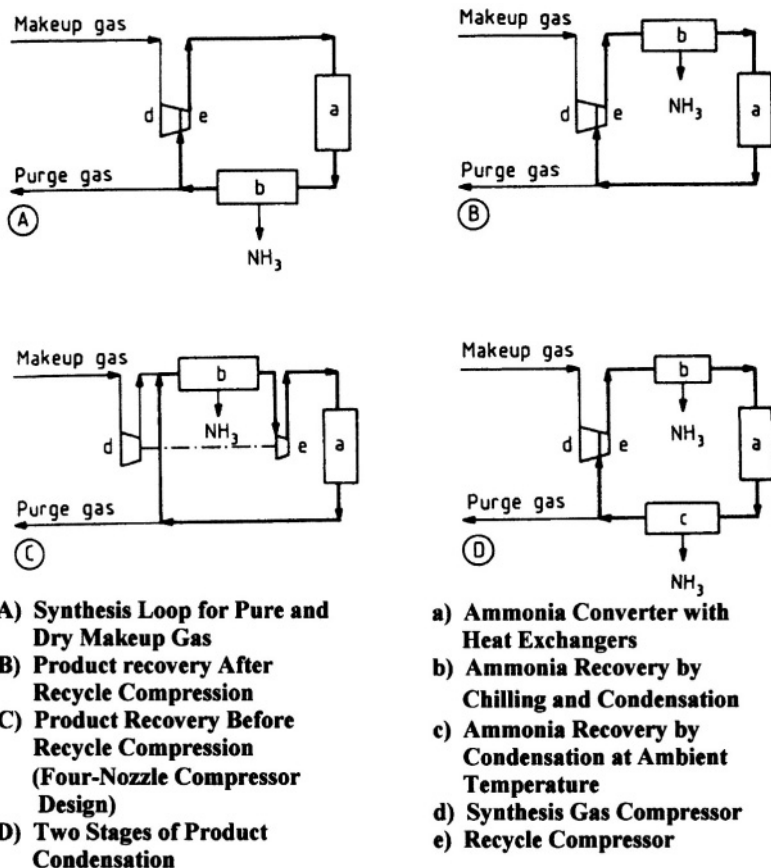 Makeup gas
d
e
a
Purge gas
b
A
NH3
Makeup gas
b
NH3
d
e
a
Purge gas
B
Makeup gas
b
NH3
d
e
a
Purge gas
C
Makeup gas
b
NH3
d
e
a
Purge gas
c
D
NH3
A) Synthesis Loop for Pure and
Dry Makeup Gas
B) Product recovery After
Recycle Compression
C) Product Recovery Before
Recycle Compression
(Four-Nozzle Compressor
Design)
D) Two Stages of Product
Condensation
a) Ammonia Converter with
Heat Exchangers
b) Ammonia Recovery by
Chilling and Condensation
c) Ammonia Recovery by
Condensation at Ambient
Temperature
d) Synthesis Gas Compressor
e) Recycle Compressor